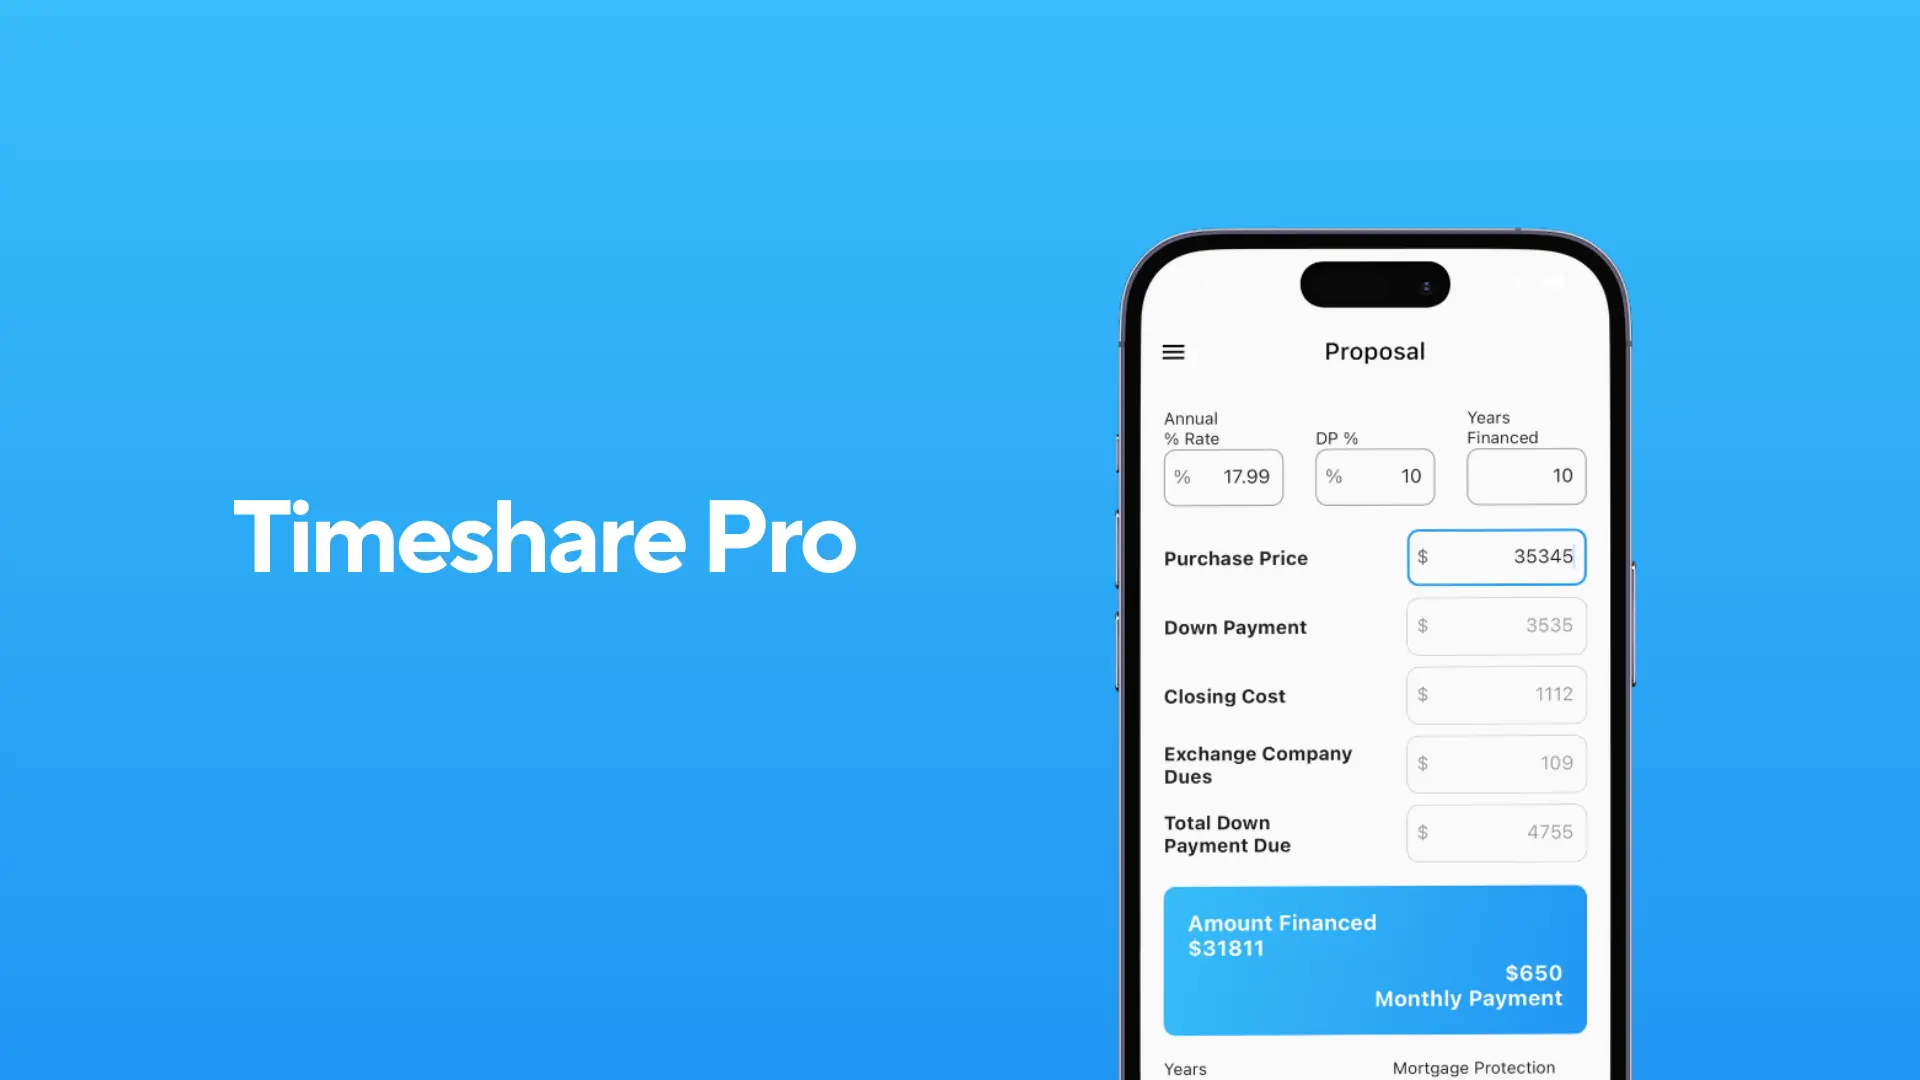 Timeshare Pro
Proposal
Annual
% Rate
% 17.99
DP %
% 10
Years
Financed
10
Purchase Price
$ 35345
Down Payment
$ 3535
Closing Cost
$ 1112
Exchange Company
Dues
$ 109
Total Down
Payment Due
$ 4755
Amount Financed
$31811
$650
Monthly Payment
Years
Mortgage Protection